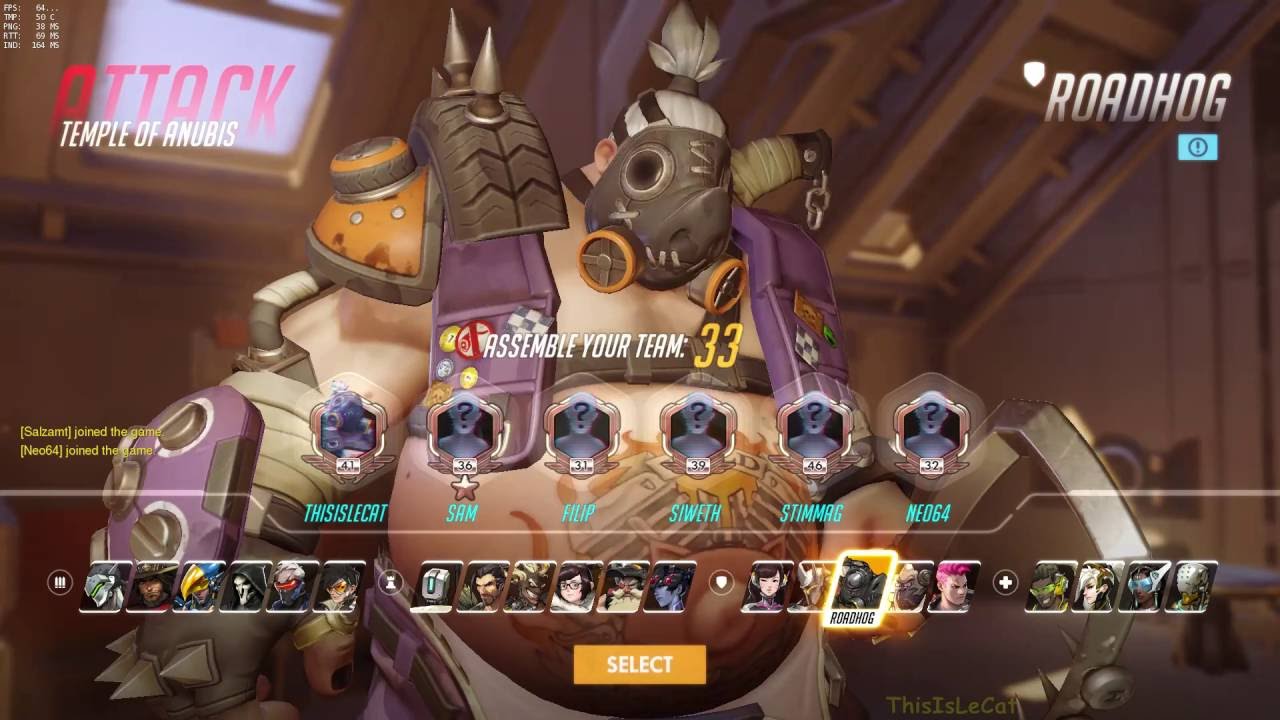 FPS: 64...
TMP: 50 C
PNG: 38 MS
RTT: 69 MS
IND: 164 MS
ATTACK
TEMPLE OF ANUBIS
ROADHOG
ASSEMBLE YOUR TEAM: 33
[Salzamt] joined the game.
[Neo64] joined the game.
41 36 31 39 46 32
THISISLECAT SAM FILIP SIWETH STIMMAG NEO64
ROADHOG
SELECT
ThisIsLeCat